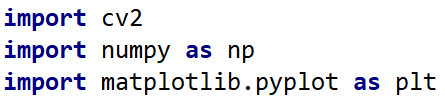 import cv2
import numpy as np
import matplotlib.pyplot as plt